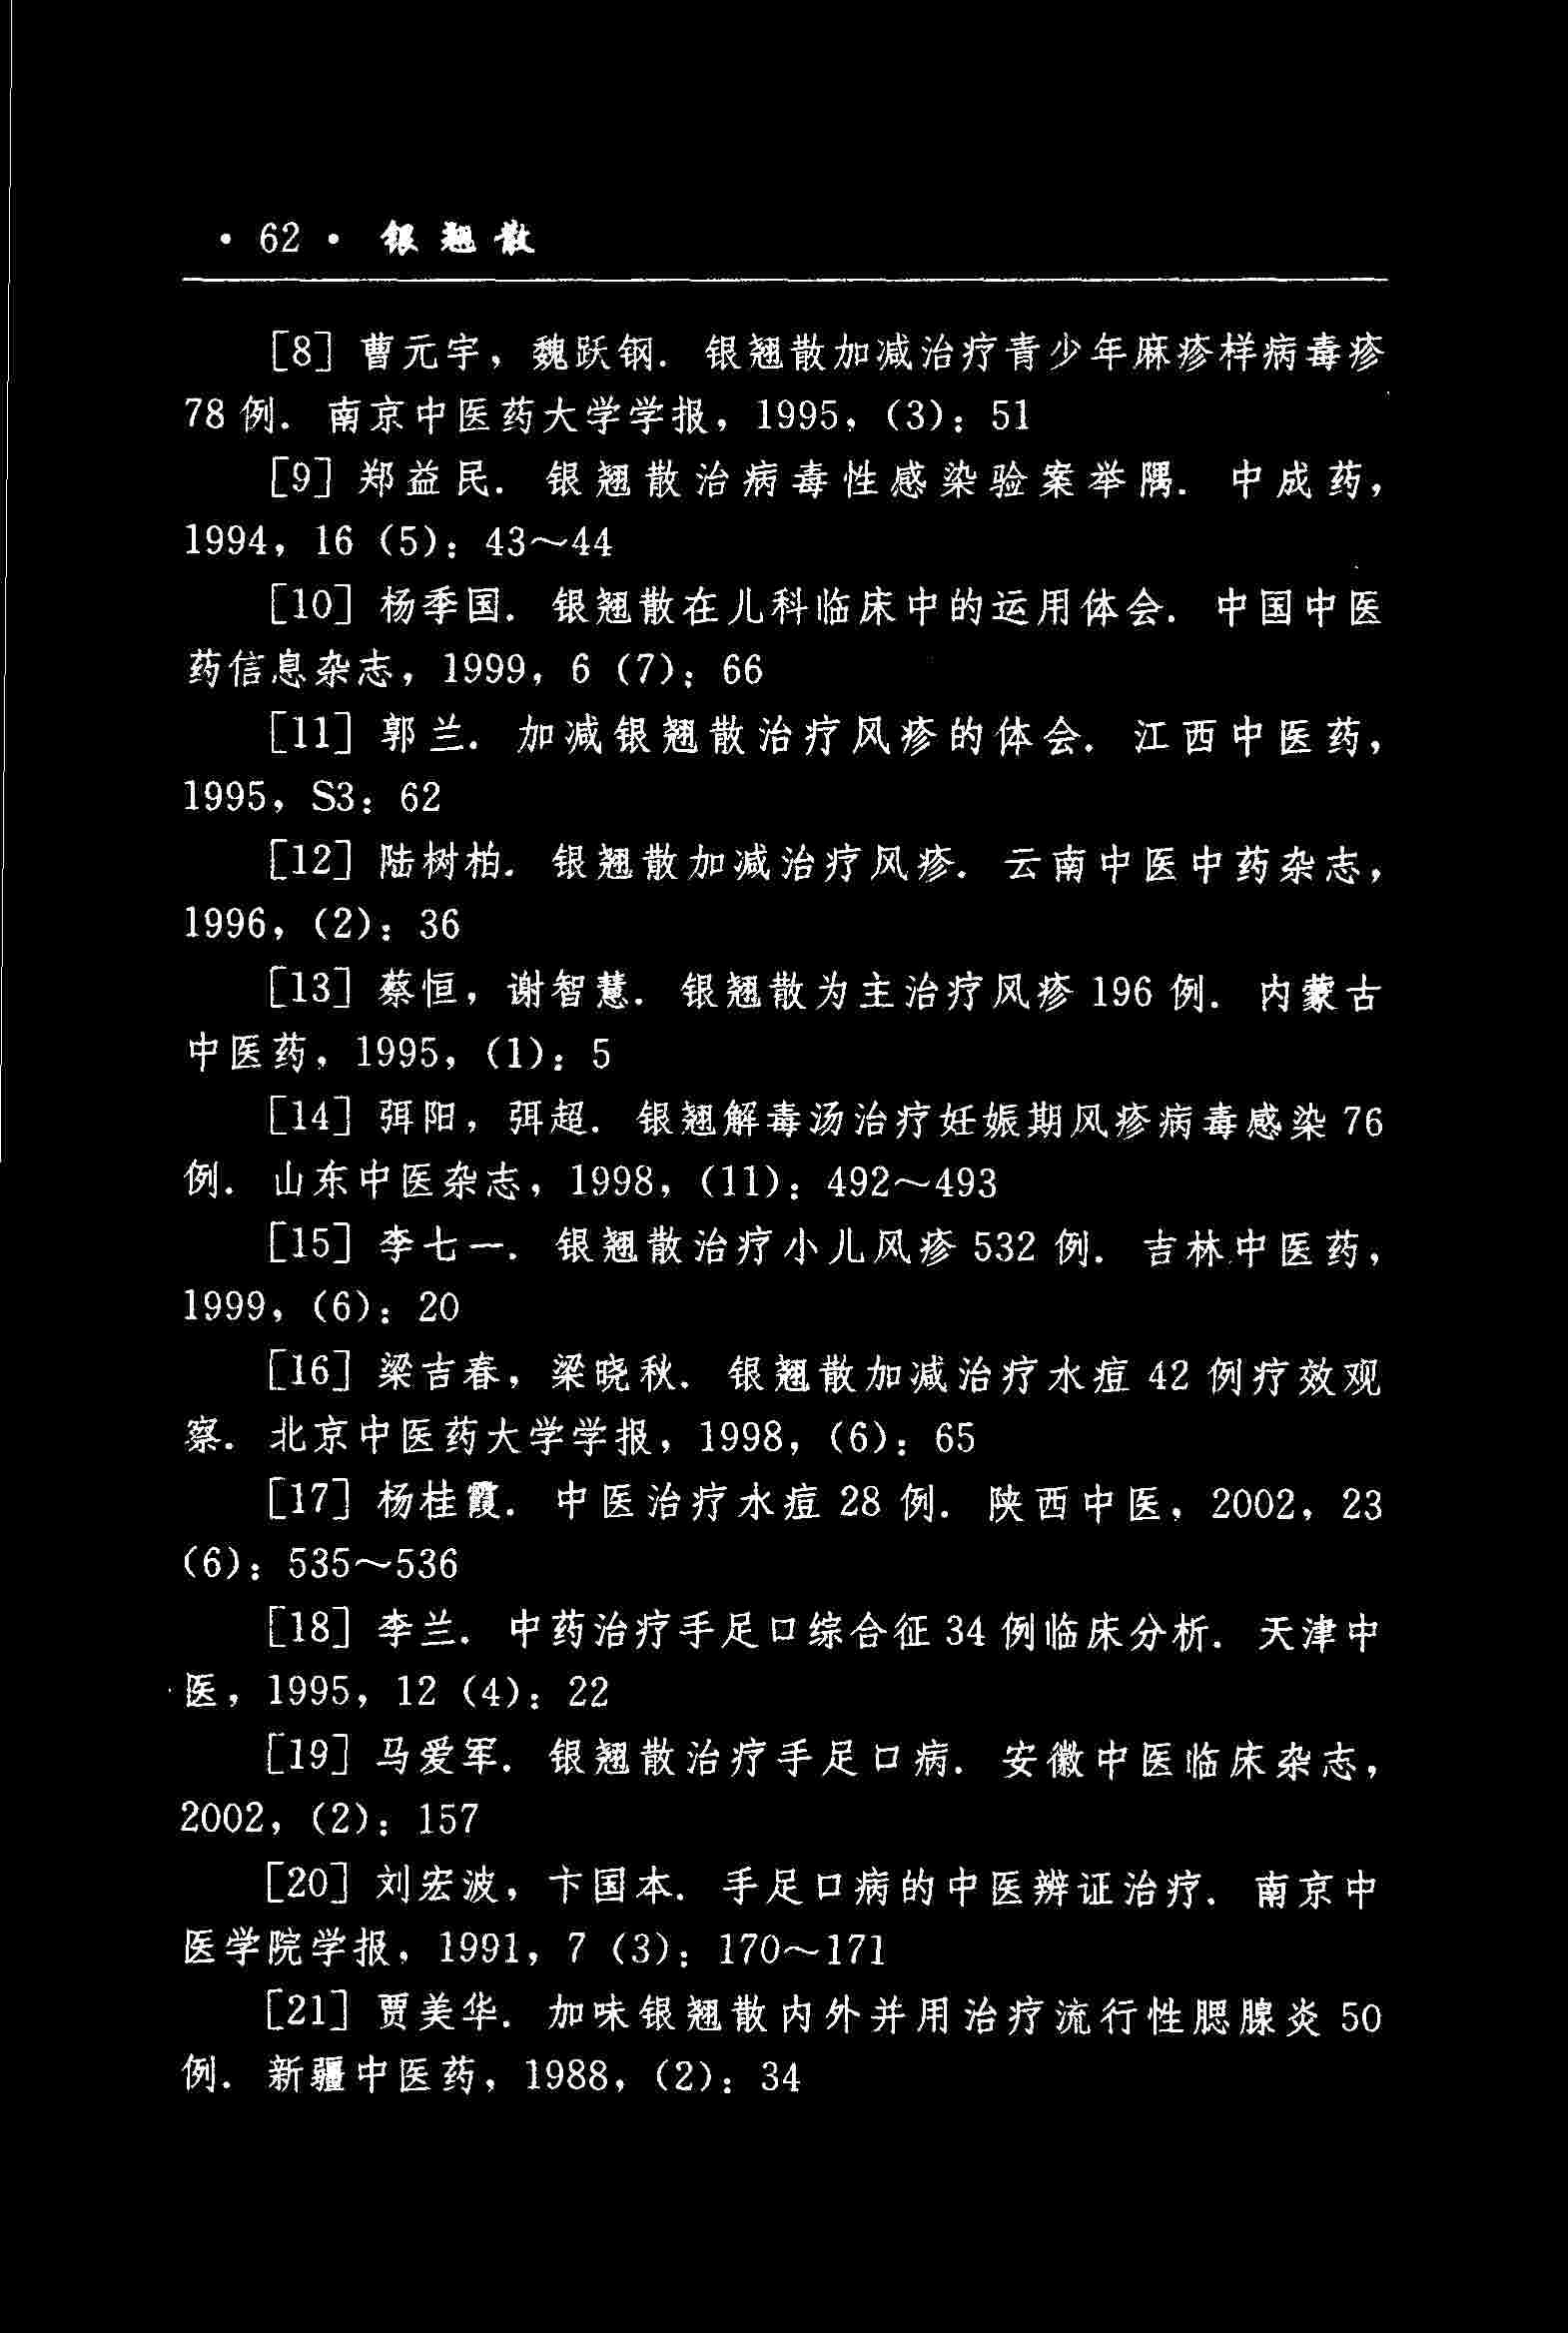 · 62 · 银翘散
[8] 曹元宇，魏跃钢．银翘散加减治疗青少年麻疹样病毒疹
78 例．南京中医药大学学报，1995，(3)：51
[9] 郑益民．银翘散治病毒性感染验案举隅．中成药，
1994，16 (5)：43～44
[10] 杨季国．银翘散在儿科临床中的运用体会．中国中医
药信息杂志，1999，6 (7)：66
[11] 郭兰．加减银翘散治疗风疹的体会．江西中医药，
1995，S3：62
[12] 陆树柏．银翘散加减治疗风疹．云南中医中药杂志，
1996，(2)：36
[13] 蔡恒，谢智慧．银翘散为主治疗风疹 196 例．内蒙古
中医药，1995，(1)：5
[14] 弭阳，弭超．银翘解毒汤治疗妊娠期风疹病毒感染 76
例．山东中医杂志，1998，(11)：492～493
[15] 李七一．银翘散治疗小儿风疹 532 例．吉林中医药，
1999，(6)：20
[16] 梁吉春，梁晓秋．银翘散加减治疗水痘 42 例疗效观
察．北京中医药大学学报，1998，(6)：65
[17] 杨桂霞．中医治疗水痘 28 例．陕西中医，2002，23
(6)：535～536
[18] 李兰．中药治疗手足口综合征 34 例临床分析．天津中
医，1995，12 (4)：22
[19] 马爱军．银翘散治疗手足口病．安徽中医临床杂志，
2002，(2)：157
[20] 刘宏波，卞国本．手足口病的中医辨证治疗．南京中
医学院学报，1991，7 (3)：170～171
[21] 贾美华．加味银翘散内外并用治疗流行性腮腺炎 50
例．新疆中医药，1988，(2)：34